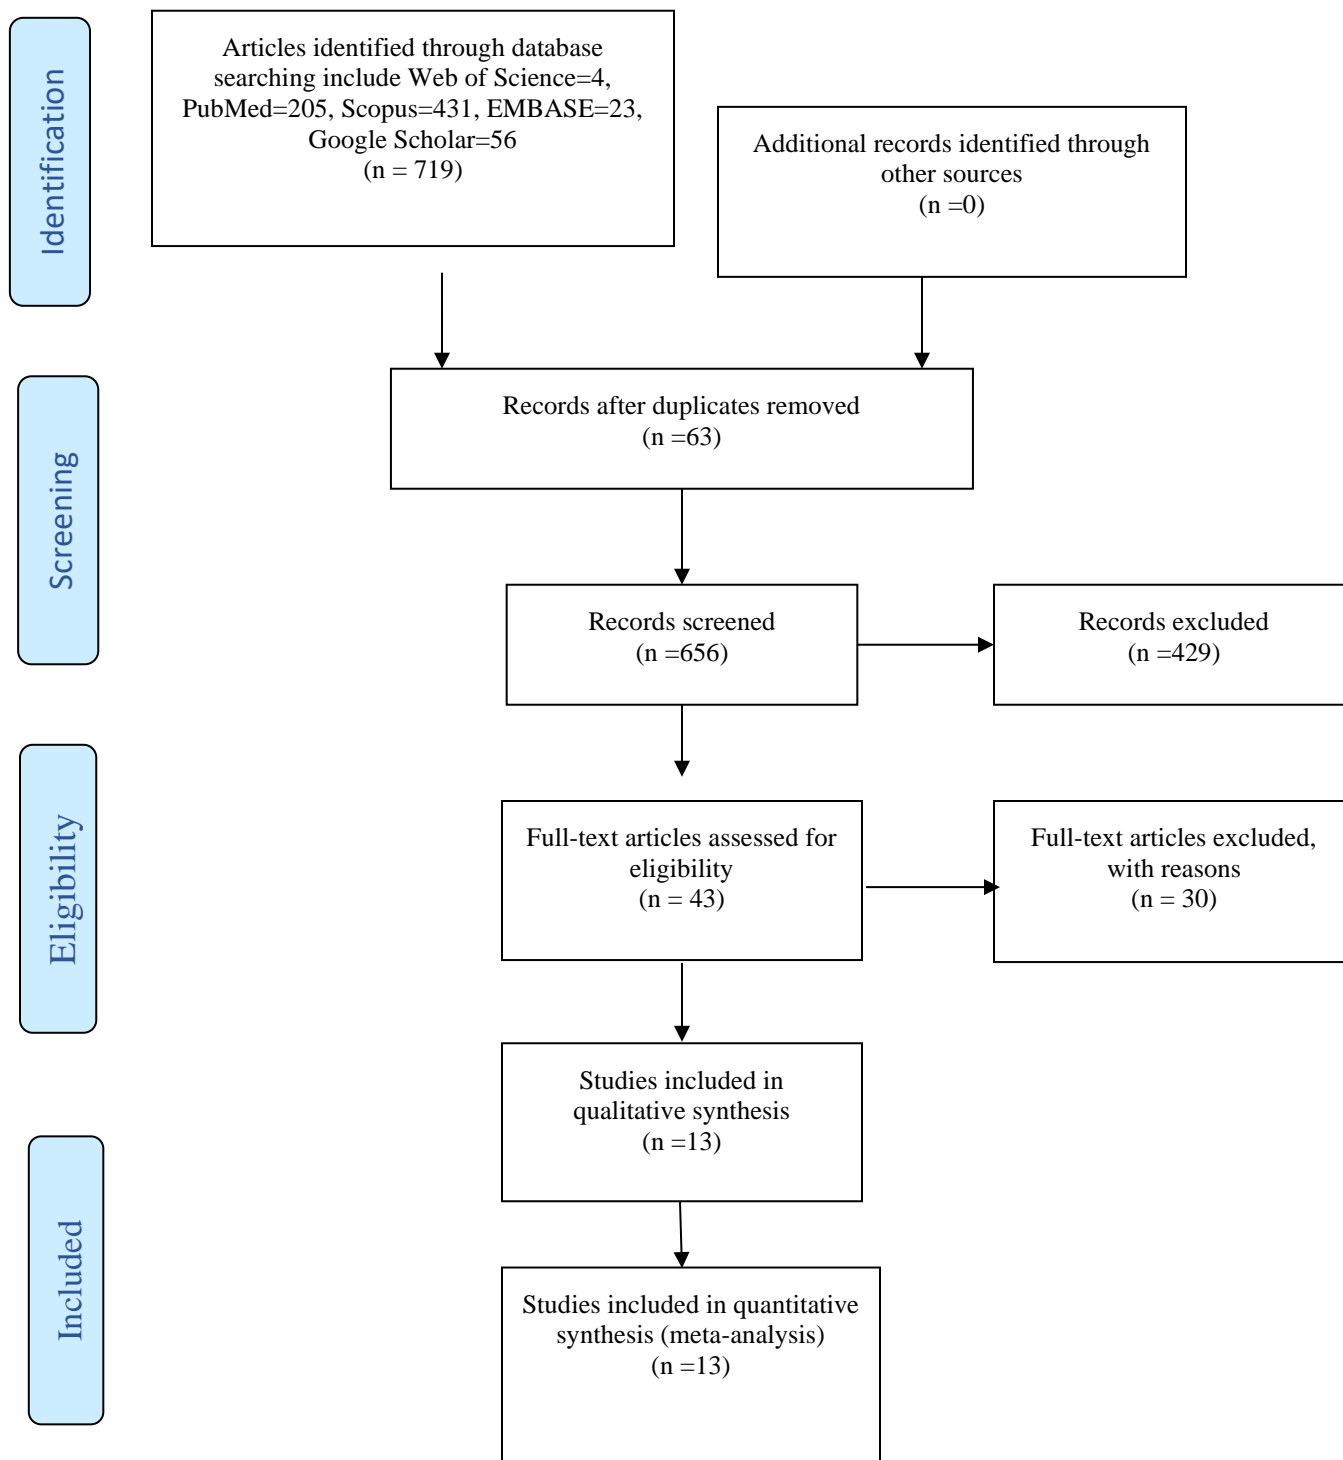 Identification
Articles identified through database
searching include Web of Science=4,
PubMed=205, Scopus=431, EMBASE=23,
Google Scholar=56
(n = 719)
Additional records identified through
other sources
(n =0)
Screening
Records after duplicates removed
(n =63)
Records screened
(n =656)
Records excluded
(n =429)
Eligibility
Full-text articles assessed for
eligibility
(n = 43)
Full-text articles excluded,
with reasons
(n = 30)
Included
Studies included in
qualitative synthesis
(n =13)
Studies included in quantitative
synthesis (meta-analysis)
(n =13)